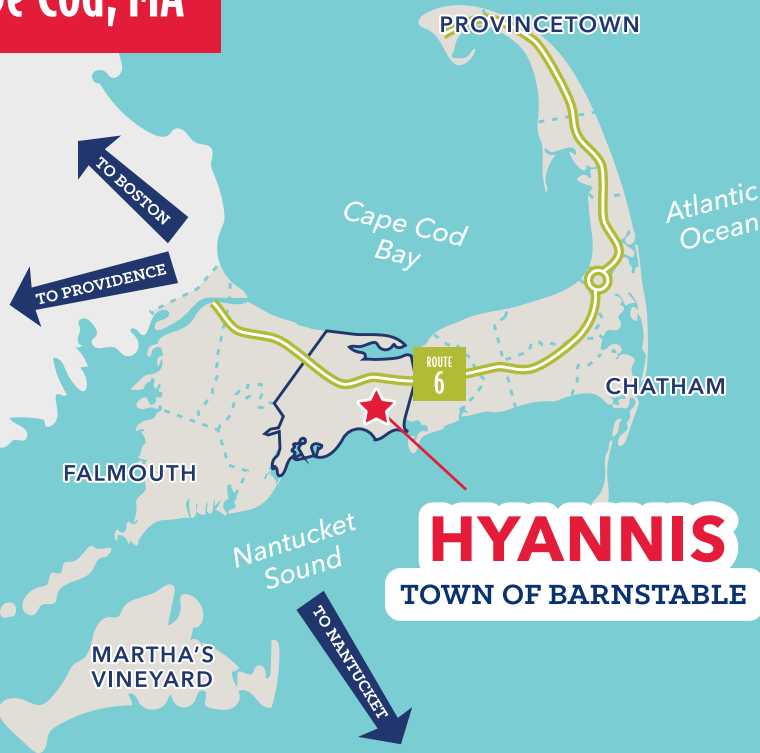 Cod, MA
PROVINCETOWN
TO BOSTON
TO PROVIDENCE
Cape Cod
Bay
Atlantic
Ocean
ROUTE
6
CHATHAM
FALMOUTH
HYANNIS
TOWN OF BARNSTABLE
Nantucket
Sound
TO NANTUCKET
MARTHA'S
VINEYARD